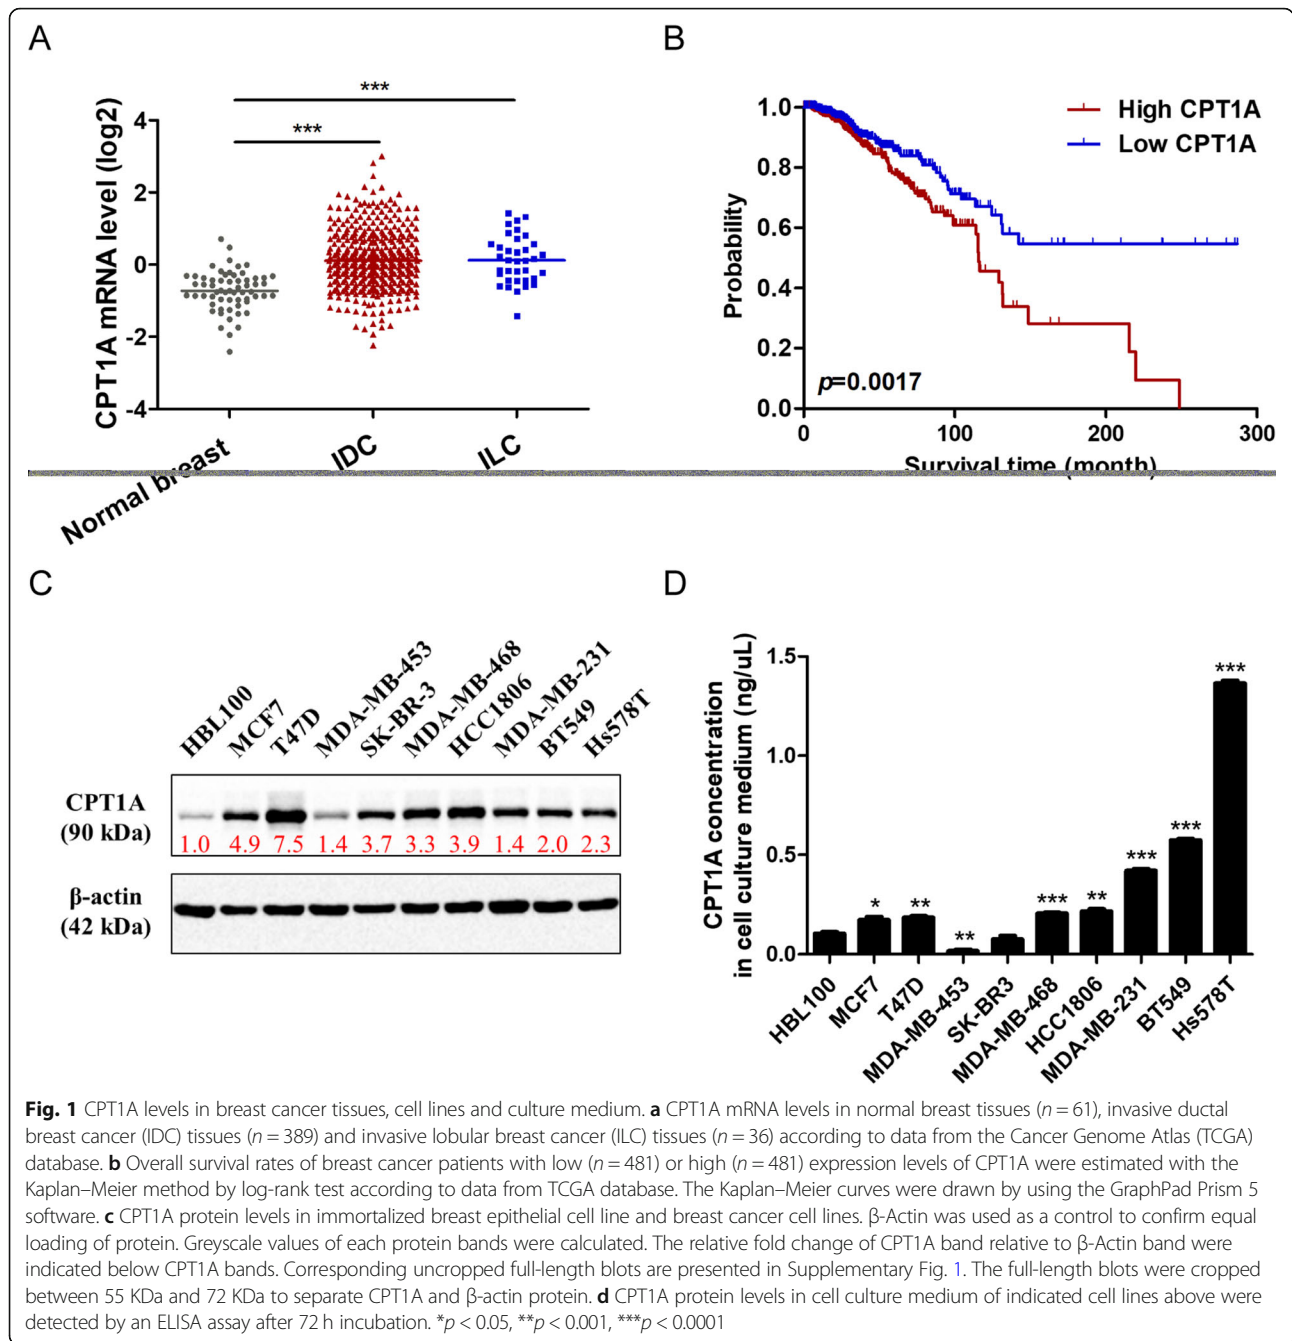 A
CPT1A mRNA level (log2)
4
2
0
-2
-4
***
***
Normal breast
IDC
ILC
B
Probability
1.0
0.8
0.6
0.4
0.2
0.0
High CPT1A
Low CPT1A
p=0.0017
0
100
200
300
Survival time (month)
C
HBL100
MCF7
T47D
MDA-MB-453
SK-BR-3
MDA-MB-468
HCC1806
MDA-MB-231
BT549
Hs578T
CPT1A
(90 kDa)
1.0 4.9 7.5 1.4 3.7 3.3 3.9 1.4 2.0 2.3
β-actin
(42 kDa)
D
CPT1A concentration
in cell culture medium (ng/uL)
1.5
1.0
0.5
0.0
*
**
**
***
**
***
***
***
HBL100
MCF7
T47D
MDA-MB-453
SK-BR3
MDA-MB-468
HCC1806
MDA-MB-231
BT549
Hs578T
Fig. 1 CPT1A levels in breast cancer tissues, cell lines and culture medium. a CPT1A mRNA levels in normal breast tissues (n = 61), invasive ductal
breast cancer (IDC) tissues (n = 389) and invasive lobular breast cancer (ILC) tissues (n = 36) according to data from the Cancer Genome Atlas (TCGA)
database. b Overall survival rates of breast cancer patients with low (n = 481) or high (n = 481) expression levels of CPT1A were estimated with the
Kaplan–Meier method by log-rank test according to data from TCGA database. The Kaplan–Meier curves were drawn by using the GraphPad Prism 5
software. c CPT1A protein levels in immortalized breast epithelial cell line and breast cancer cell lines. β-Actin was used as a control to confirm equal
loading of protein. Greyscale values of each protein bands were calculated. The relative fold change of CPT1A band relative to β-Actin band were
indicated below CPT1A bands. Corresponding uncropped full-length blots are presented in Supplementary Fig. 1. The full-length blots were cropped
between 55 KDa and 72 KDa to separate CPT1A and β-actin protein. d CPT1A protein levels in cell culture medium of indicated cell lines above were
detected by an ELISA assay after 72 h incubation. *p < 0.05, **p < 0.001, ***p < 0.0001